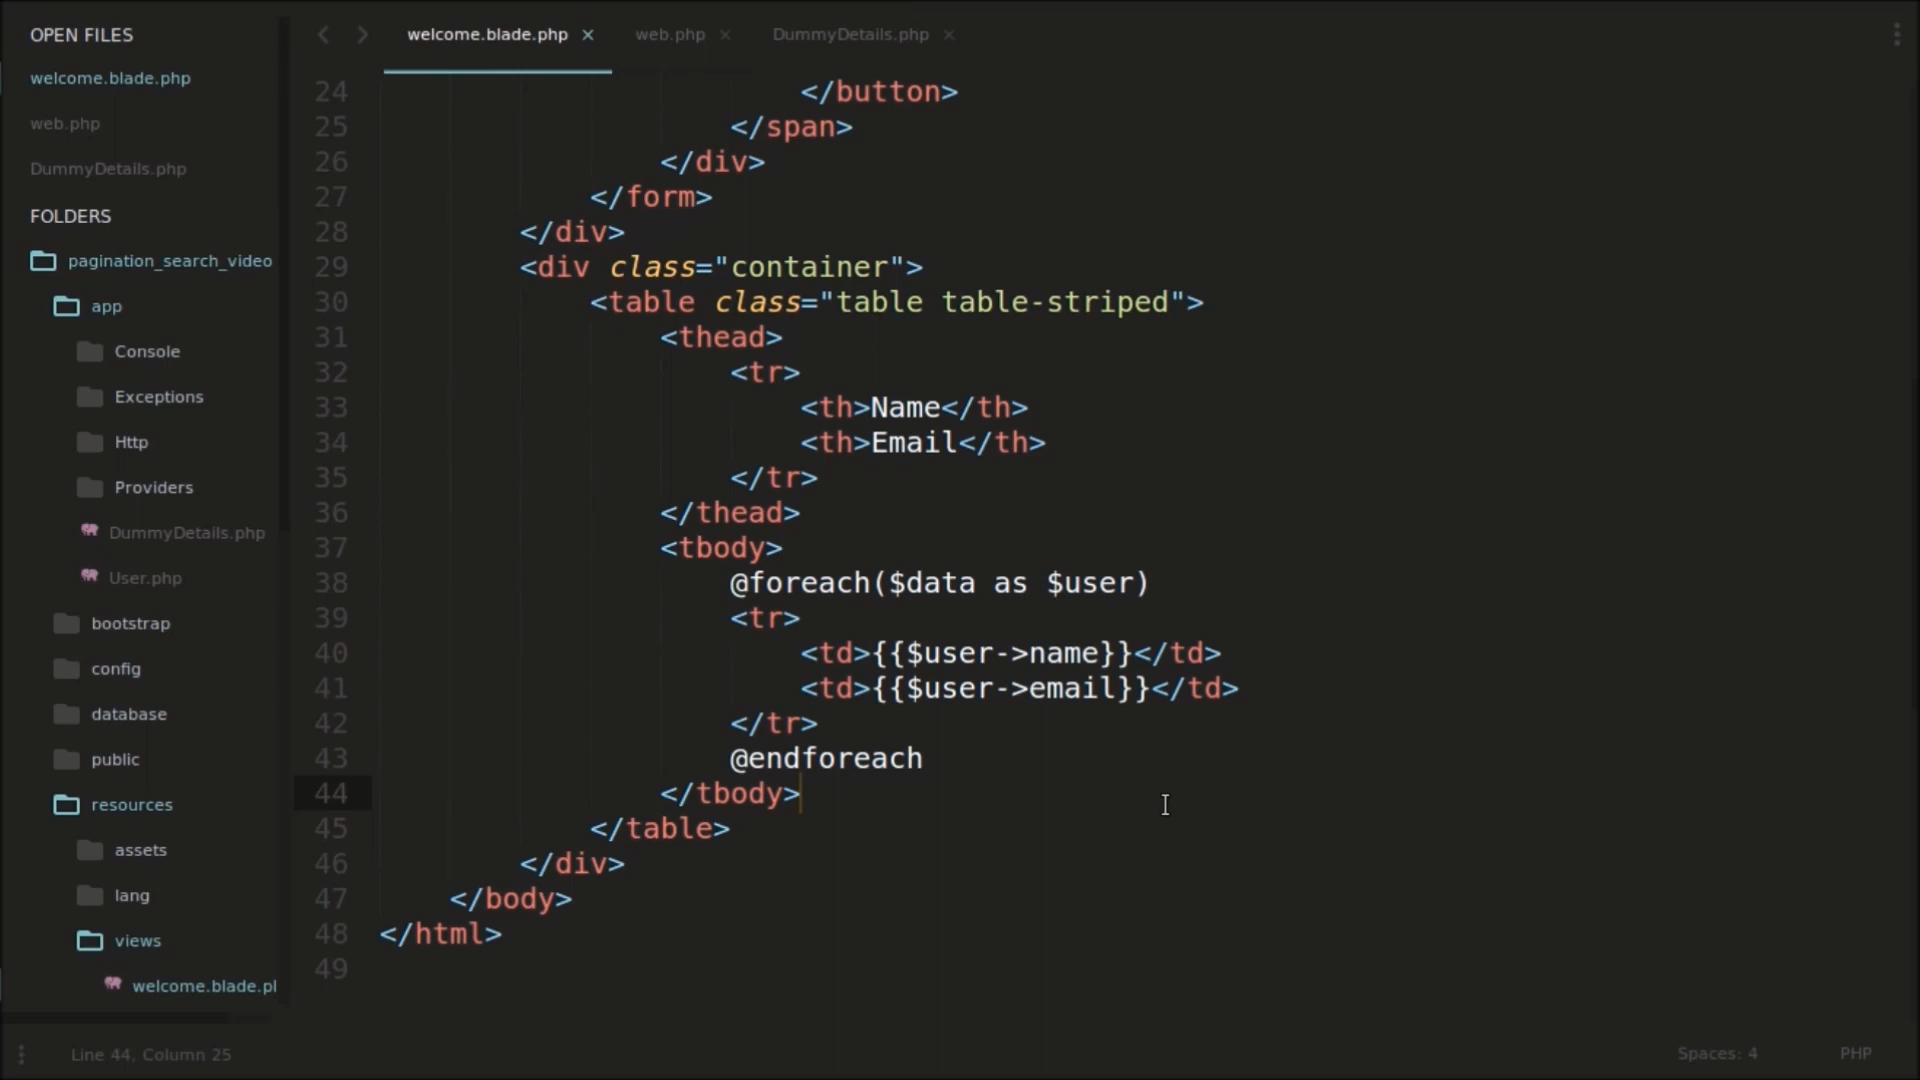 OPEN FILES
welcome.blade.php
web.php
DummyDetails.php
FOLDERS
pagination_search_video
app
Console
Exceptions
Http
Providers
DummyDetails.php
User.php
bootstrap
config
database
public
resources
assets
lang
views
welcome.blade.pl
welcome.blade.php × web.php × DummyDetails.php ×
24 </button>
25 </span>
26 </div>
27 </form>
28 </div>
29 <div class="container">
30 <table class="table table-striped">
31 <thead>
32 <tr>
33 <th>Name</th>
34 <th>Email</th>
35 </tr>
36 </thead>
37 <tbody>
38 @foreach($data as $user)
39 <tr>
40 <td>{{$user->name}}</td>
41 <td>{{$user->email}}</td>
42 </tr>
43 @endforeach
44 </tbody>
45 </table>
46 </div>
47 </body>
48 </html>
49
Line 44, Column 25
Spaces: 4
PHP